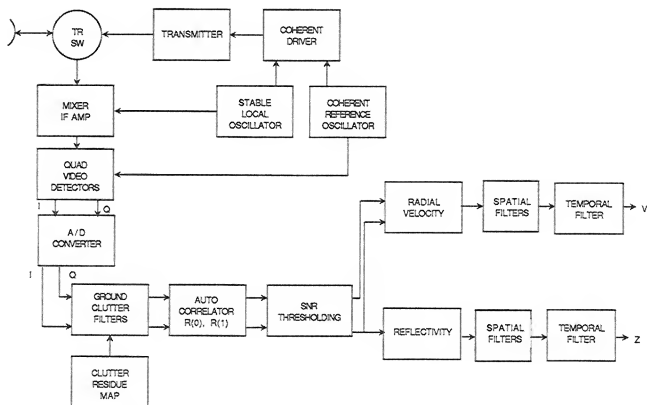 TR
SW
TRANSMITTER
COHERENT
DRIVER
MIXER
IF AMP
STABLE
LOCAL
OSCILLATOR
COHERENT
REFERENCE
OSCILLATOR
QUAD
VIDEO
DETECTORS
I
Q
A/D
CONVERTER
RADIAL
VELOCITY
SPATIAL
FILTERS
TEMPORAL
FILTER
V
I
Q
GROUND
CLUTTER
FILTERS
AUTO
CORRELATOR
R(0), R(1)
SNR
THRESHOLDING
REFLECTIVITY
SPATIAL
FILTERS
TEMPORAL
FILTER
Z
CLUTTER
RESIDUE
MAP